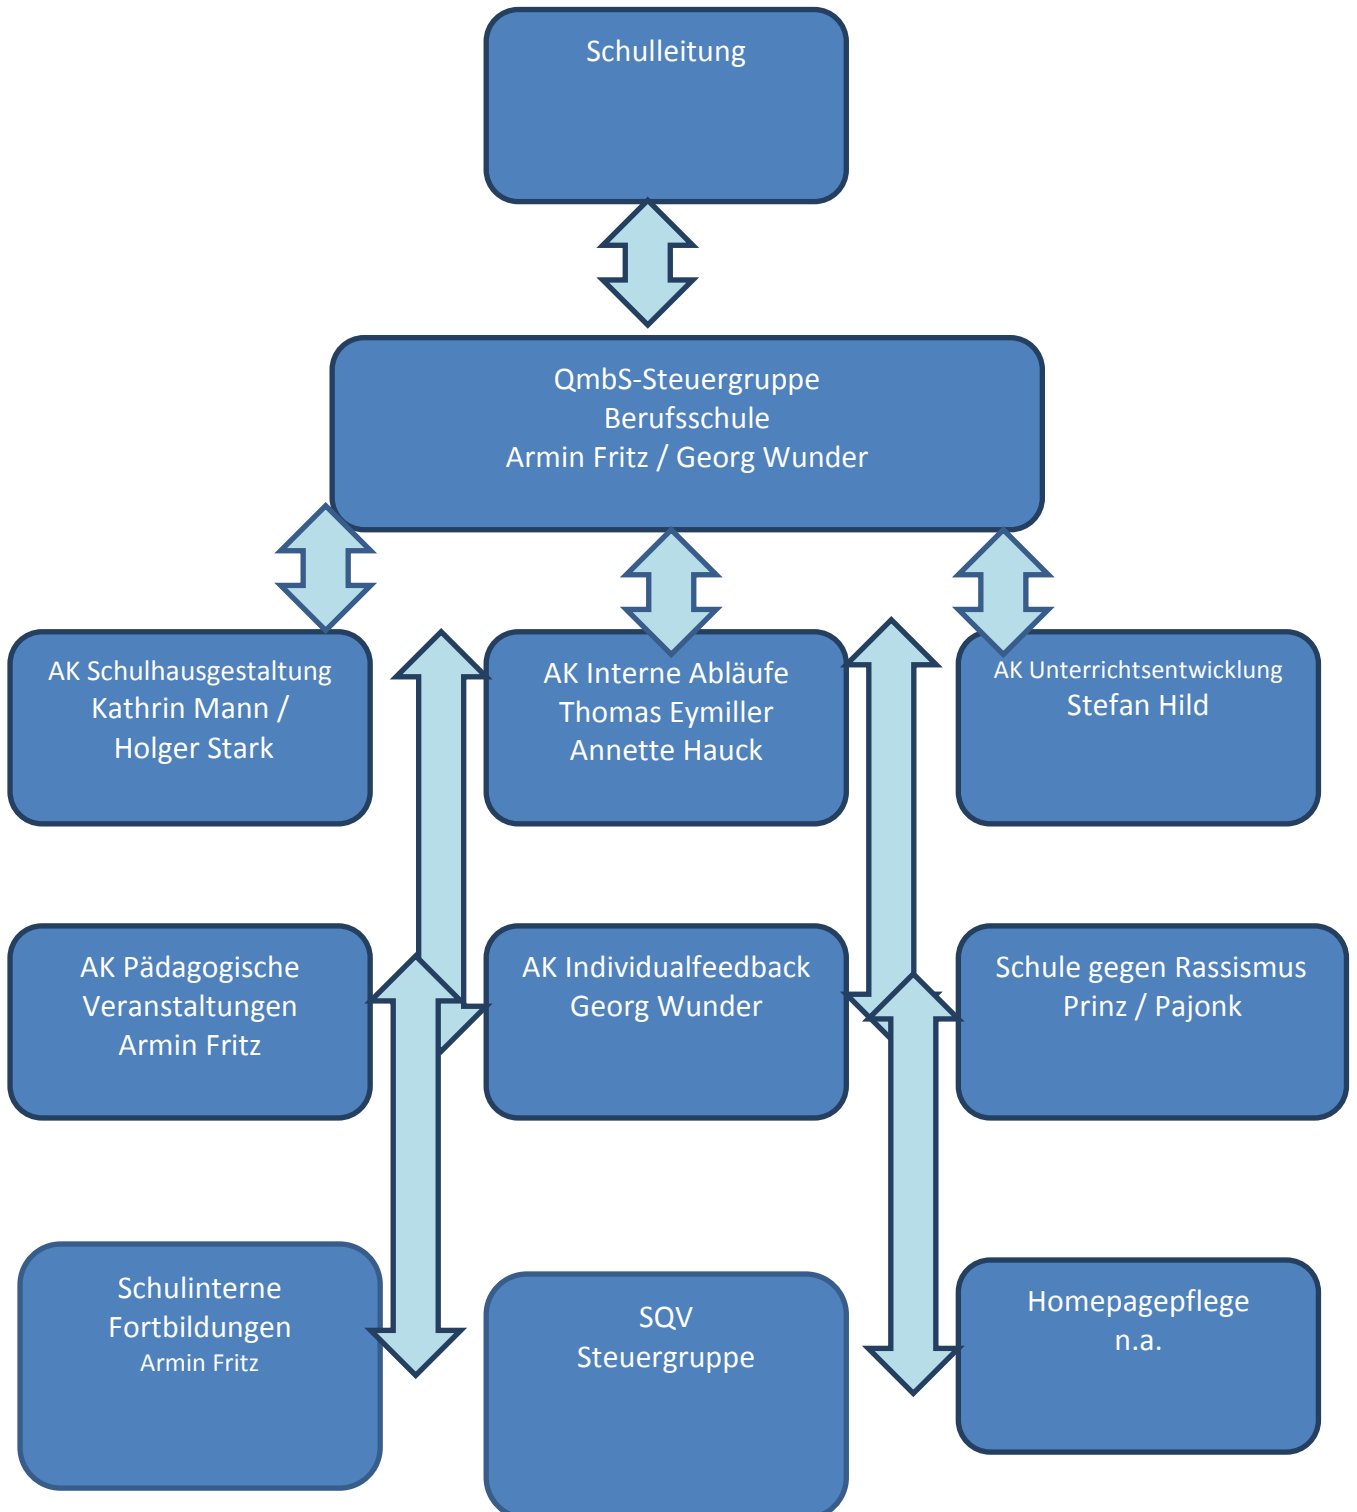 Schulleitung
QmbS-Steuergruppe
Berufsschule
Armin Fritz / Georg Wunder
AK Schulhausgestaltung
Kathrin Mann /
Holger Stark
AK Interne Abläufe
Thomas Eymiller
Annette Hauck
AK Unterrichtsentwicklung
Stefan Hild
AK Pädagogische
Veranstaltungen
Armin Fritz
AK Individualfeedback
Georg Wunder
Schule gegen Rassismus
Prinz / Pajonk
Schulinterne
Fortbildungen
Armin Fritz
SQV
Steuergruppe
Homepagepflege
n.a.